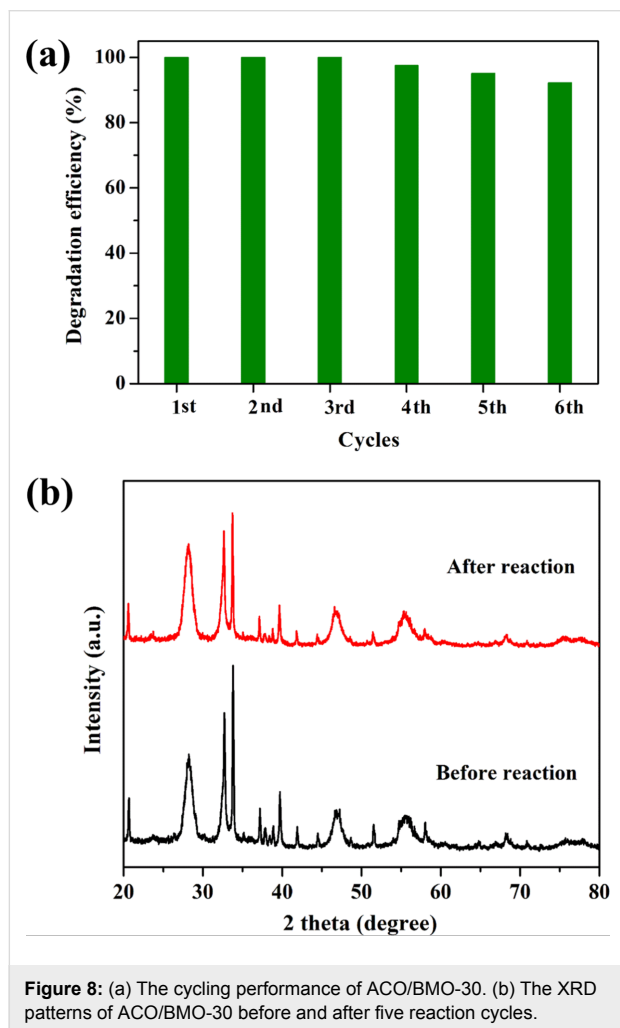 (a)
100
80
60
40
20
0
Degradation efficiency (%)
1st 2nd 3rd 4th 5th 6th
Cycles
(b)
After reaction
Before reaction
Intensity (a.u.)
20 30 40 50 60 70 80
2 theta (degree)
Figure 8: (a) The cycling performance of ACO/BMO-30. (b) The XRD
patterns of ACO/BMO-30 before and after five reaction cycles.